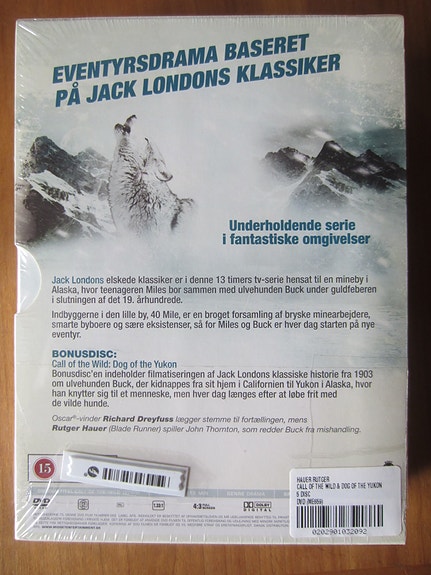 EVENTYRSDRAMA BASERET
PÅ JACK LONDONS KLASSIKER
Underholdende serie
i fantastiske omgivelser
Jack Londons elskede klassiker er i denne 13 timers tv-serie hensat til en mineby i
Alaska, hvor teenageren Miles bor sammen med ulvehunden Buck under guldfeberen
i slutningen af det 19. århundrede.
Indbyggerne i den lille by, 40 Mile, er en broget forsamling af bryske minearbejdere,
smarte byboere og sære eksistenser, så for Miles og Buck er hver dag starten på nye
eventyr.
BONUSDISC:
Call of the Wild: Dog of the Yukon
Bonusdisc'en indeholder filmatiseringen af Jack Londons klassiske historie fra 1903
om ulvehunden Buck, der kidnappes fra sit hjem i Californien til Yukon i Alaska, hvor
han knytter sig til et menneske, men hver dag længes efter at løbe frit med
de vilde hunde.
Oscar®-vinder Richard Dreyfuss lægger stemme til fortællingen, mens
Rutger Hauer (Blade Runner) spiller John Thornton, som redder Buck fra mishandling.
15
HAUER RUTGER
CALL OF THE WILD & DOG OF THE YUKON
6 DISC
0202901032092
DVD
4:3
DOLBY
DIGITAL